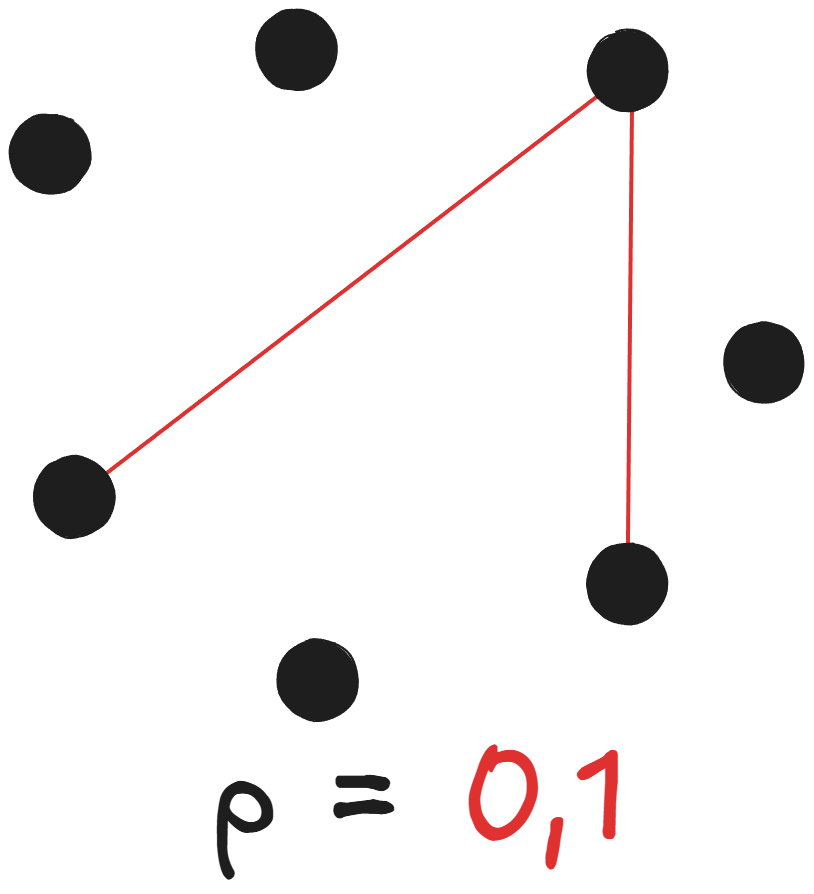 ρ = 0,1